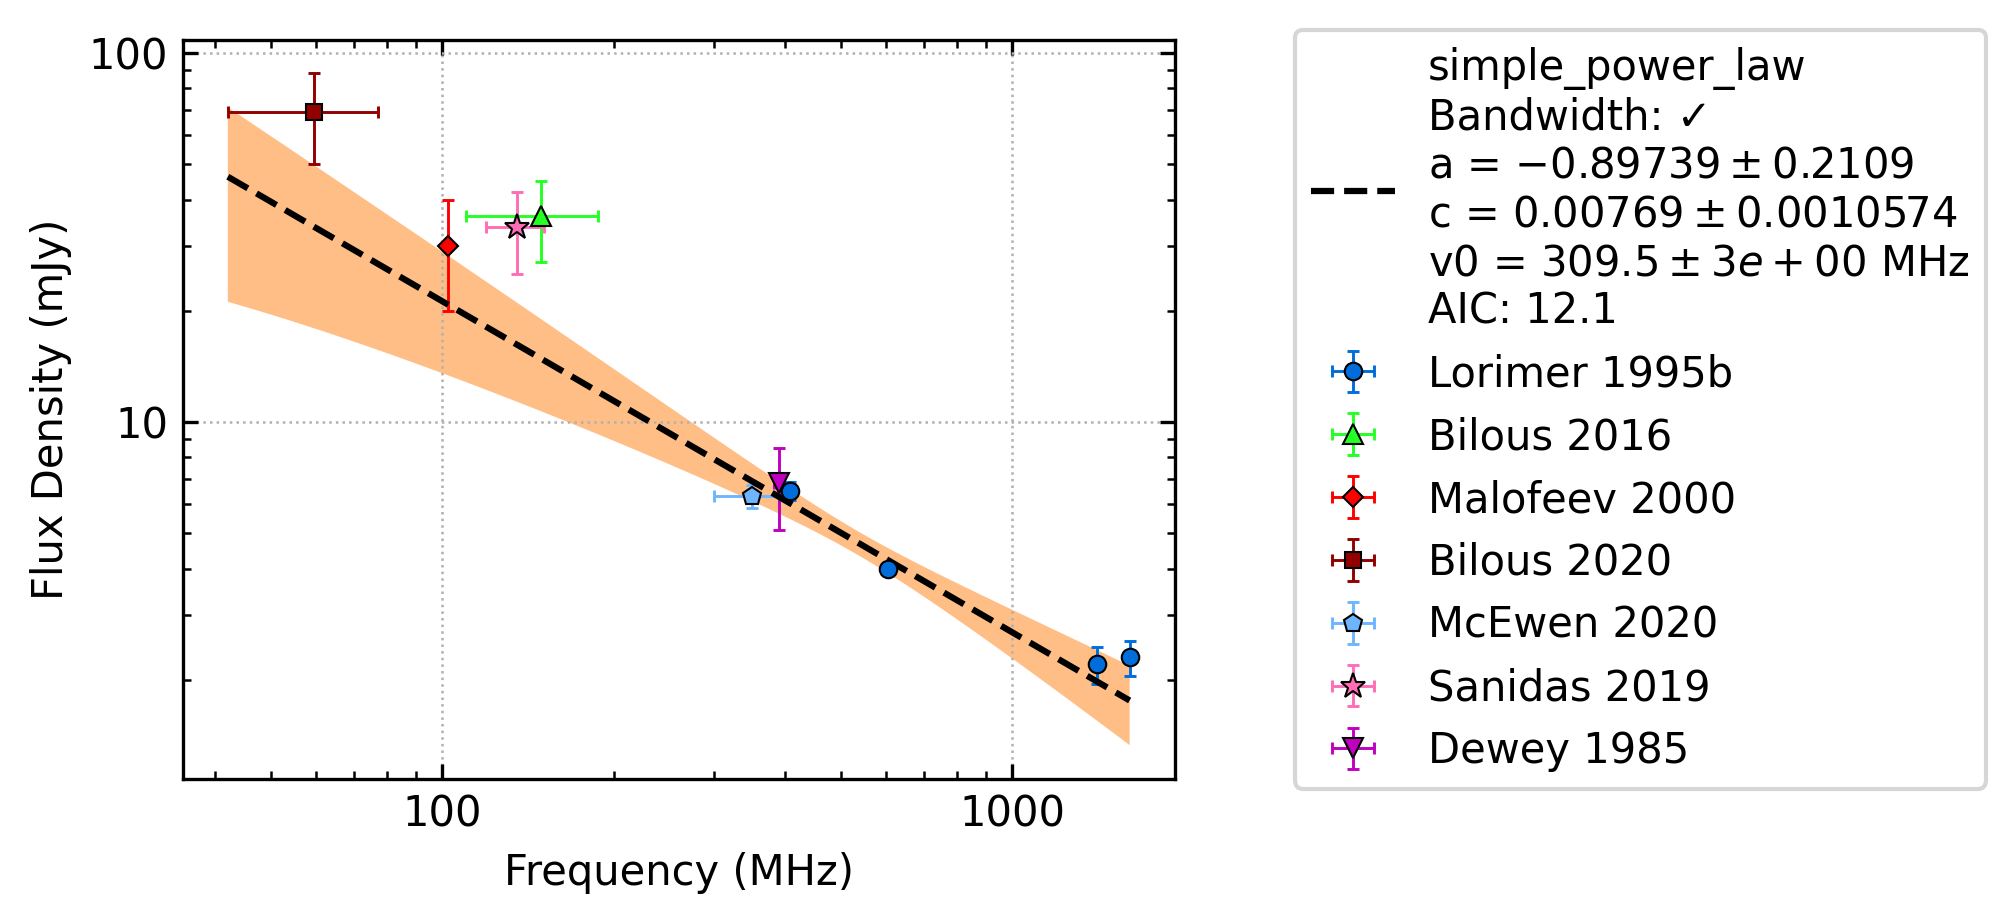 100
10
Flux Density (mJy)
100
1000
Frequency (MHz)
simple_power_law
Bandwidth: ✓
a = −0.89739 ± 0.2109
c = 0.00769 ± 0.0010574
v0 = 309.5 ± 3e + 00 MHz
AIC: 12.1
Lorimer 1995b
Bilous 2016
Malofeev 2000
Bilous 2020
McEwen 2020
Sanidas 2019
Dewey 1985